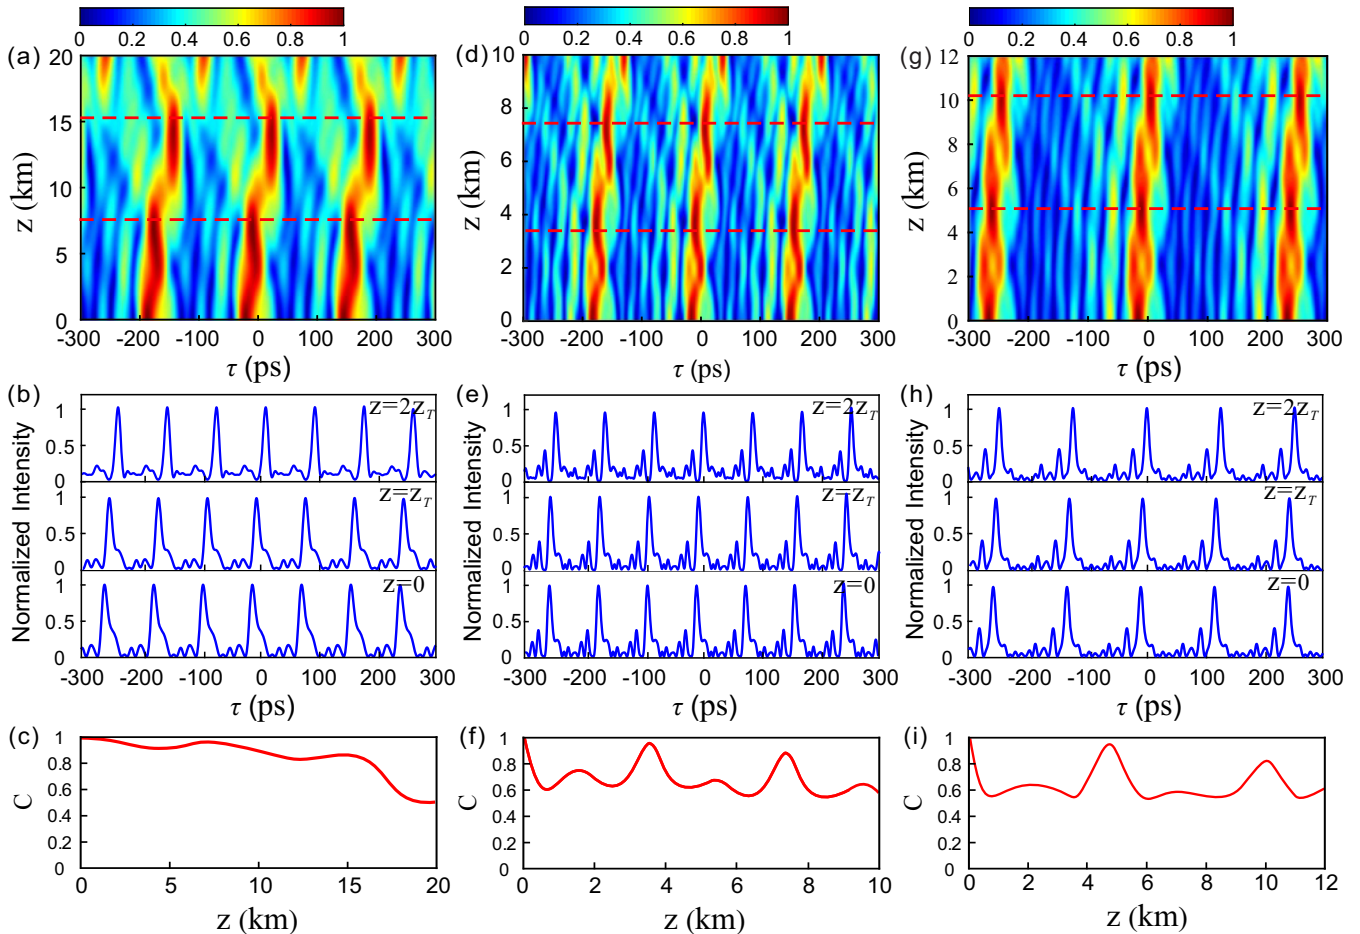 0 0.2 0.4 0.6 0.8 1
(a)
20
15
10
5
0
z (km)
-300 -200 -100 0 100 200 300
τ (ps)
0 0.2 0.4 0.6 0.8 1
(d)
10
8
6
4
2
0
z (km)
-300 -200 -100 0 100 200 300
τ (ps)
0 0.2 0.4 0.6 0.8 1
(g)
12
10
8
6
4
2
0
z (km)
-300 -200 -100 0 100 200 300
τ (ps)
(b)
z=2z_T
1
0.5
0
z=z_T
1
0.5
0
z=0
1
0.5
0
Normalized Intensity
-300 -200 -100 0 100 200 300
τ (ps)
(e)
z=2z_T
1
0.5
0
z=z_T
1
0.5
0
z=0
1
0.5
0
Normalized Intensity
-300 -200 -100 0 100 200 300
τ (ps)
(h)
z=2z_T
1
0.5
0
z=z_T
1
0.5
0
z=0
1
0.5
0
Normalized Intensity
-300 -200 -100 0 100 200 300
τ (ps)
(c)
1
0.8
0.6
0.4
0.2
0
C
0 5 10 15 20
z (km)
(f)
1
0.8
0.6
0.4
0.2
0
C
0 2 4 6 8 10
z (km)
(i)
1
0.8
0.6
0.4
0.2
0
C
0 2 4 6 8 10 12
z (km)